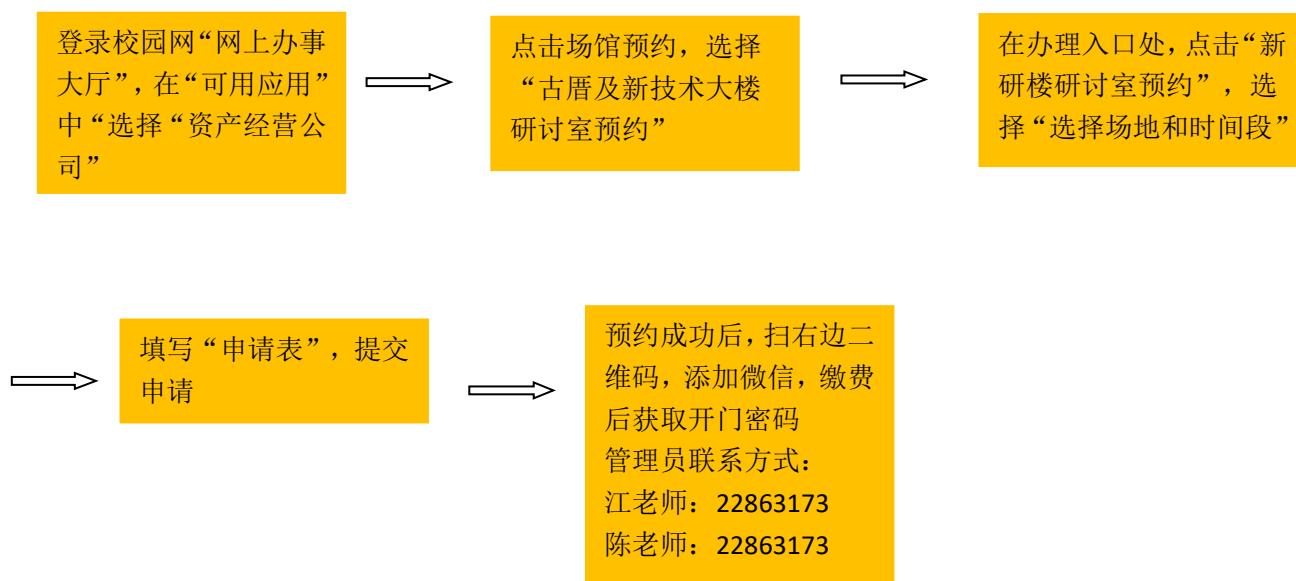 登录校园网“网上办事
大厅”，在“可用应用”
中“选择“资产经营公
司”
点击场馆预约，选择
“古厝及新技术大楼
研讨室预约”
在办理入口处，点击“新
研楼研讨室预约”，选
择“选择场地和时间段”
填写“申请表”，提交
申请
预约成功后，扫右边二
维码，添加微信，缴费
后获取开门密码
管理员联系方式：
江老师：22863173
陈老师：22863173